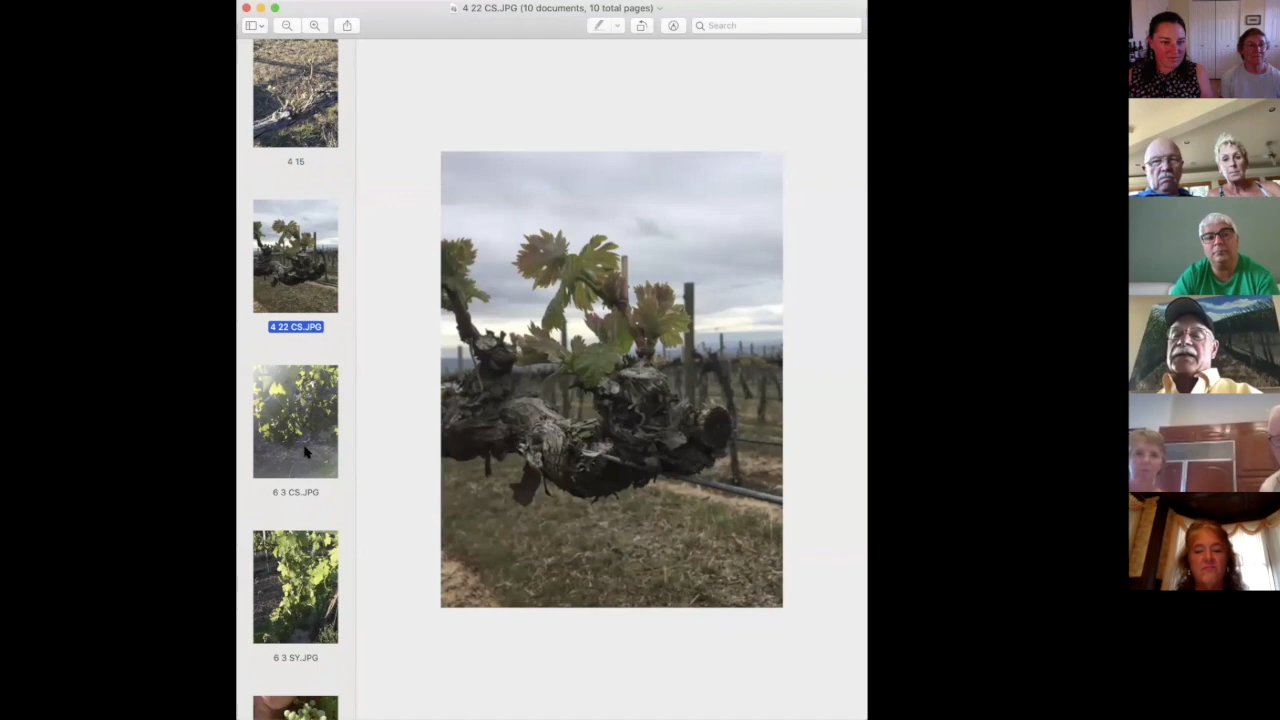 4 22 CS.JPG (10 documents, 10 total pages)
Search
4 15
4 22 CS.JPG
6 3 CS.JPG
6 3 SY.JPG